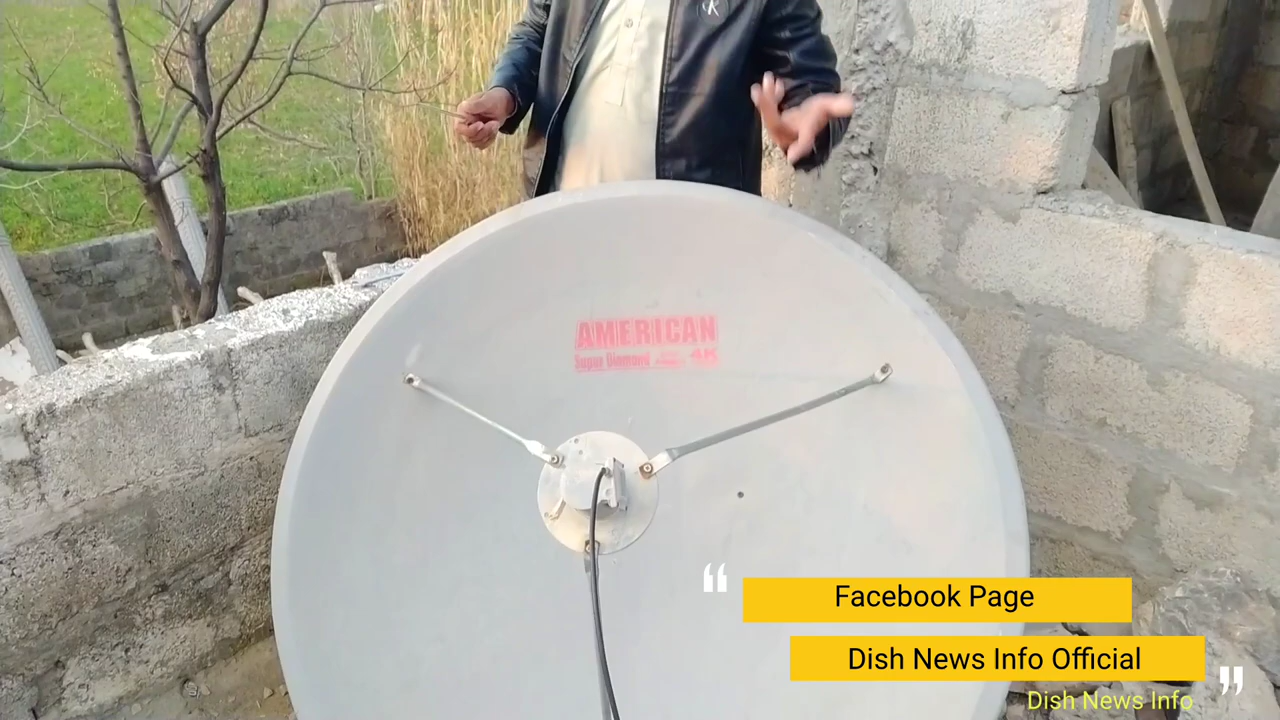 AMERICAN
Super Diamond 4K
“
Facebook Page
Dish News Info Official
Dish News Info
”